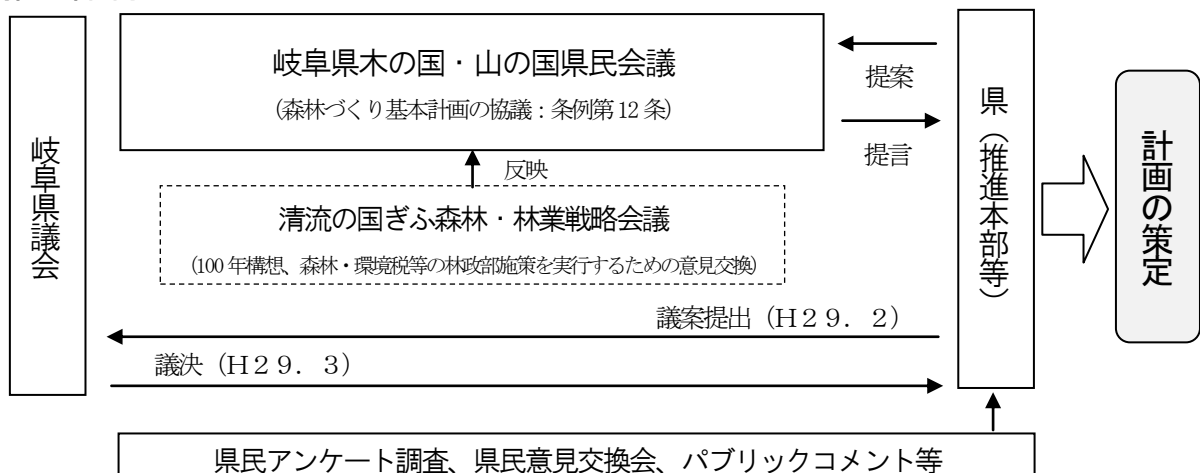 岐阜県木の国・山の国県民会議
(森林づくり基本計画の協議：条例第12条)
提案
提言
反映
清流の国ぎふ森林・林業戦略会議
(100年構想、森林・環境税等の林政部施策を実行するための意見交換)
岐阜県議会
県（推進本部等）
計画の策定
議案提出（Ｈ２９．２）
議決（Ｈ２９．３）
県民アンケート調査、県民意見交換会、パブリックコメント等